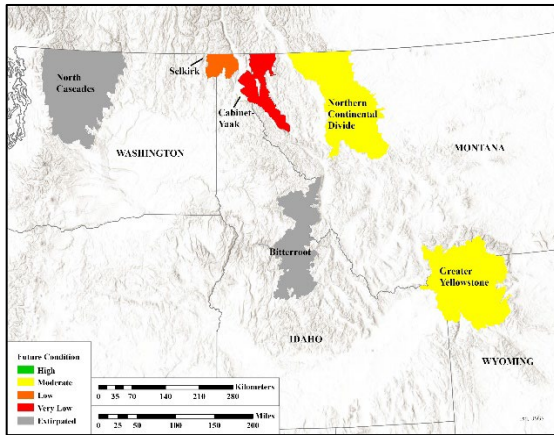 North
Cascades
Selkirk
Cabinet-
Yaak
Northern
Continental
Divide
WASHINGTON
MONTANA
Bitterroot
Greater
Yellowstone
IDAHO
WYOMING
Future Condition
High
Moderate
Low
Very Low
Extirpated
0 35 70 140 210 280
Kilometers
0 25 50 100 150 200
Miles